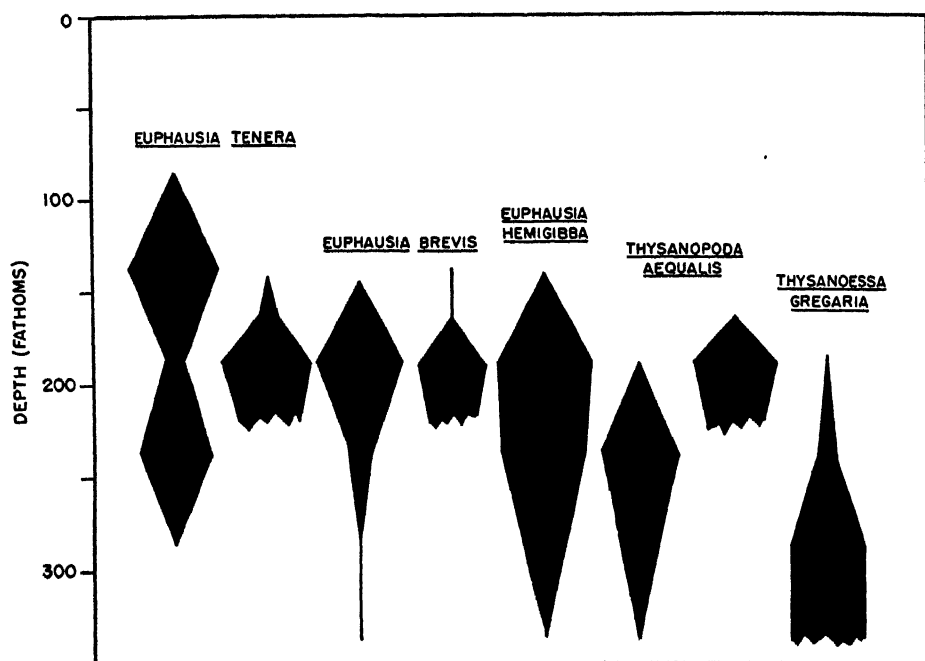 0
100
200
300
DEPTH (FATHOMS)
EUPHAUSIA TENERA
EUPHAUSIA BREVIS
EUPHAUSIA
HEMIGIBBA
THYSANOPODA
AEQUALIS
THYSANOESSA
GREGARIA